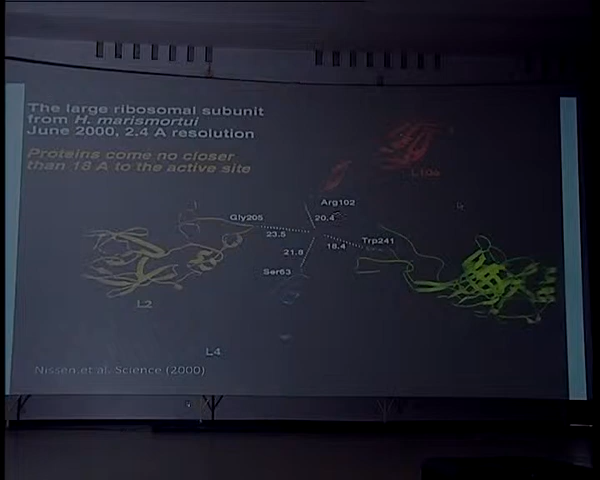 The large ribosomal subunit
from H. marismortui
June 2000, 2.4 A resolution
Proteins come no closer
than 18 A to the active site
Arg102
Gly205
20.4
23.5
Trp241
18.4
21.8
Ser63
L2
L4
Nissen et al. Science (2000)